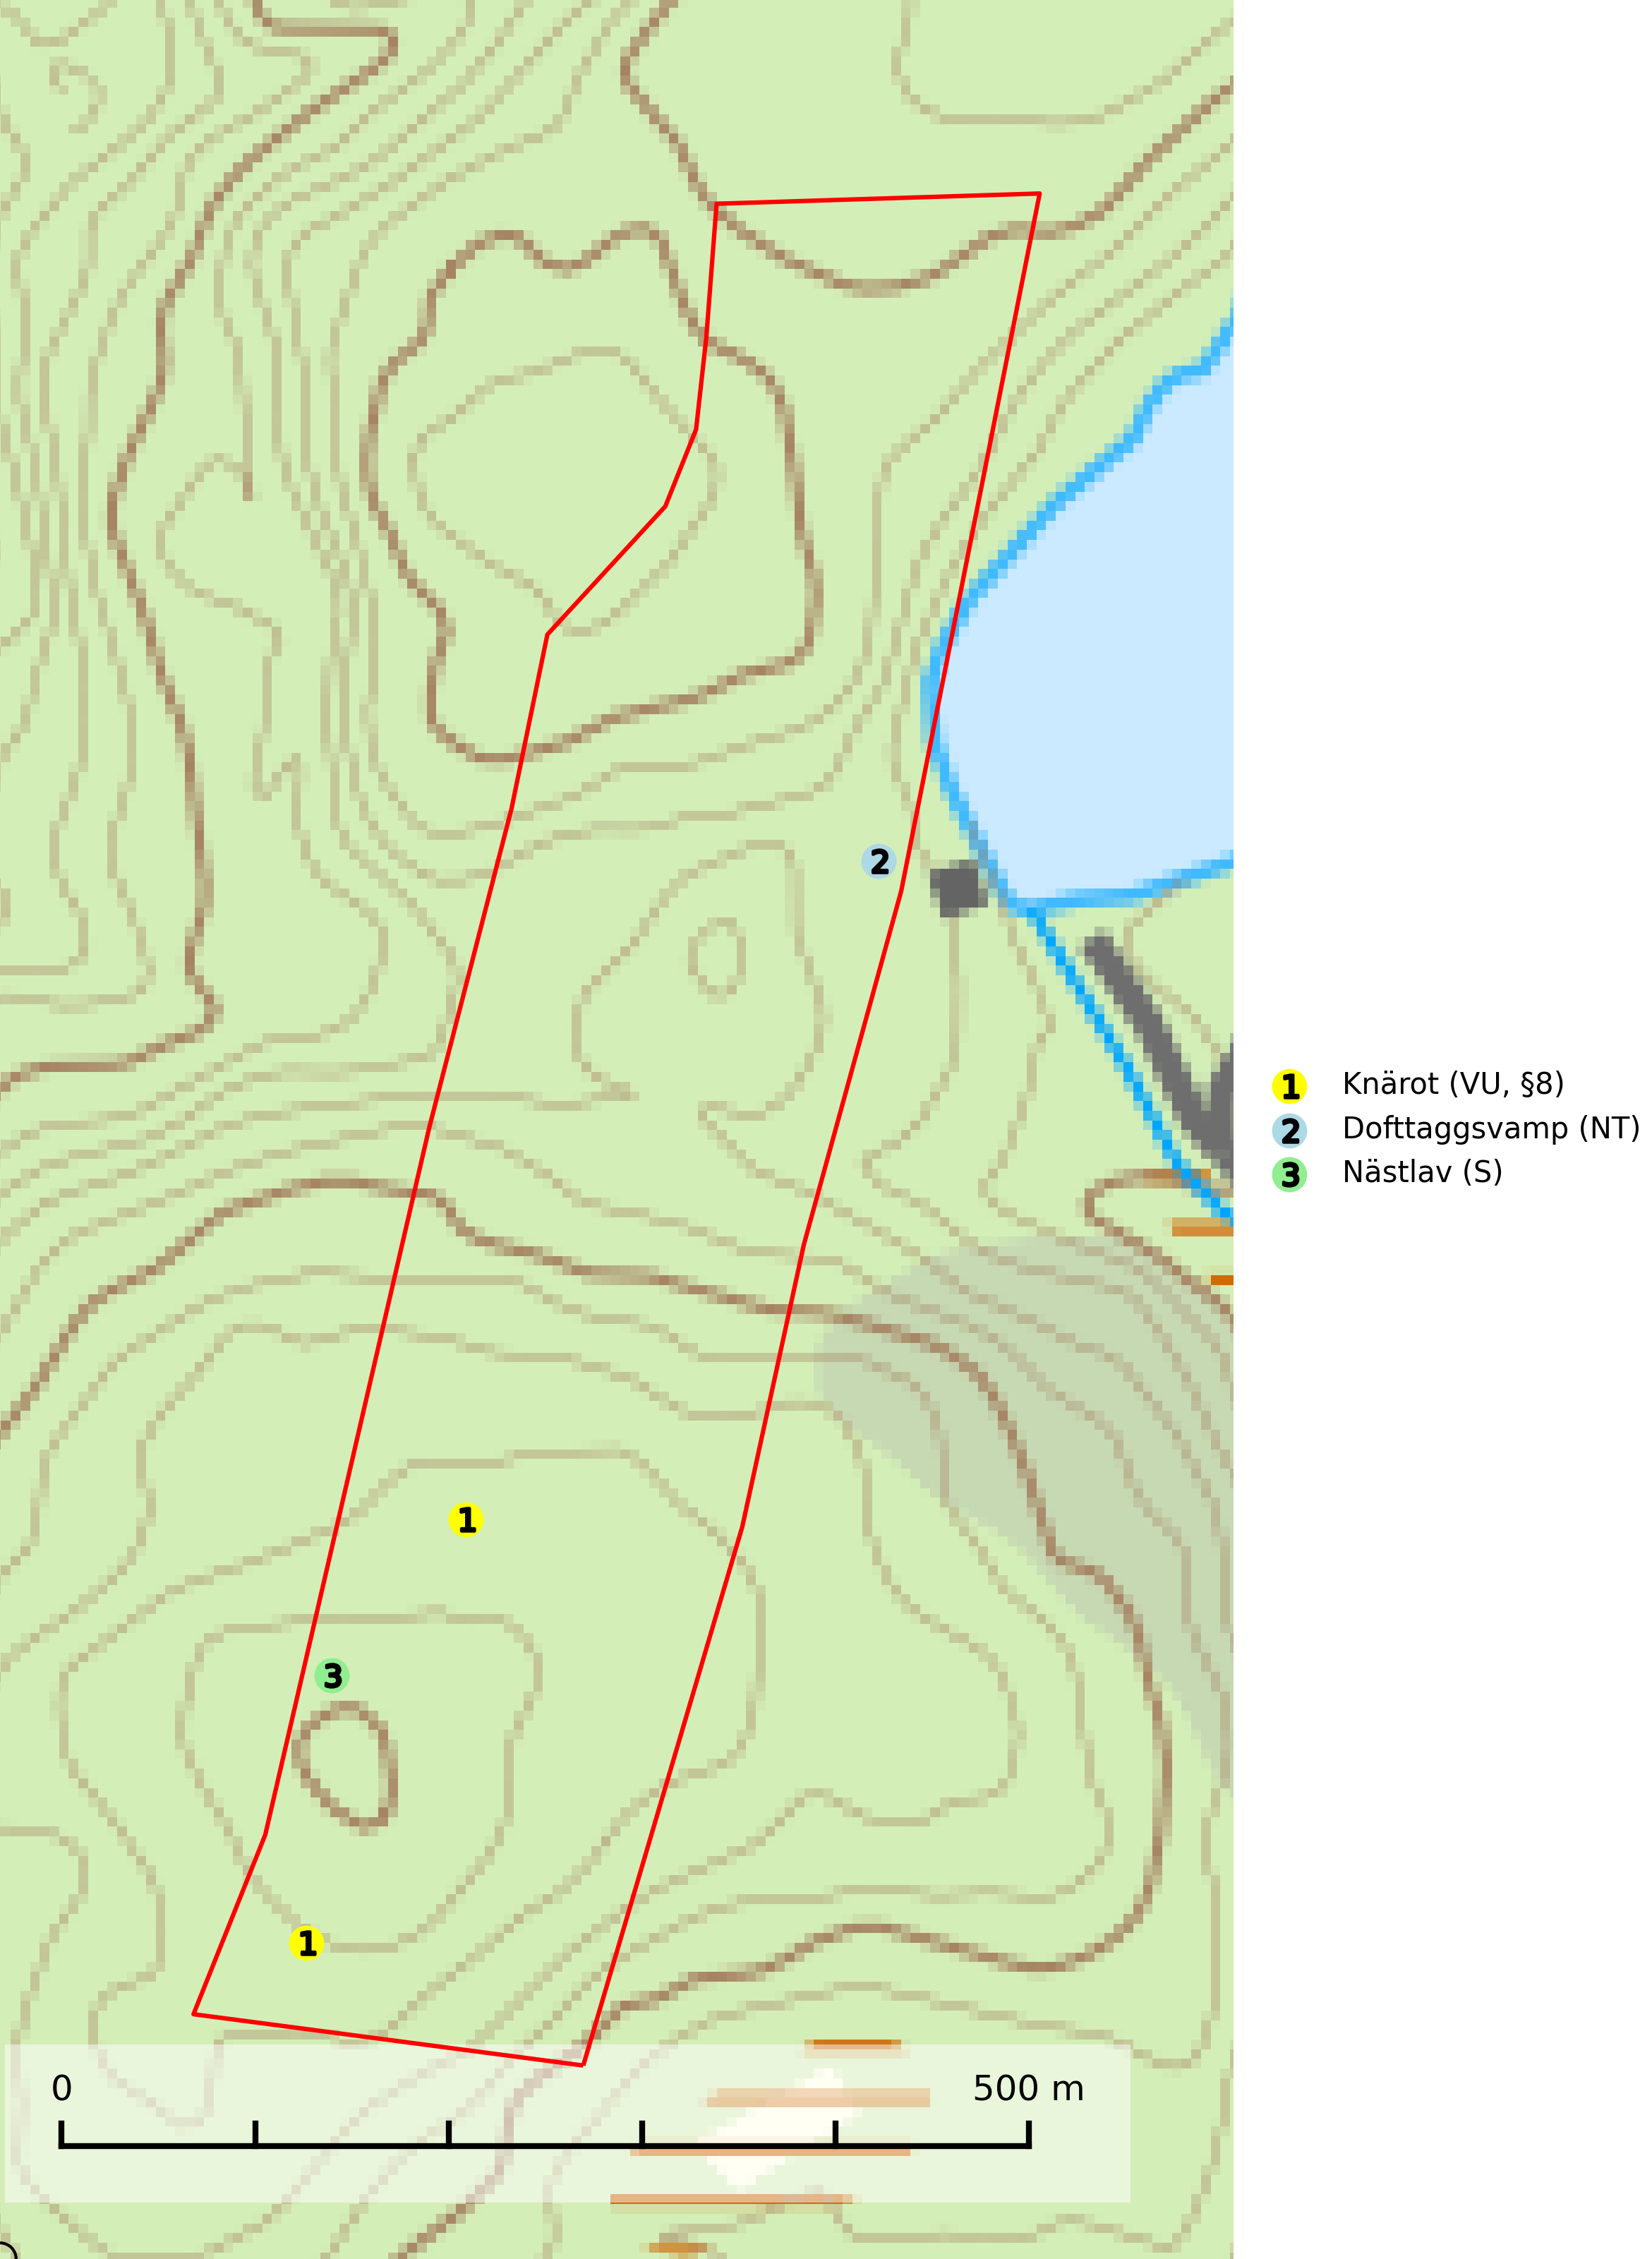 2
1 Knärot (VU, §8)
2 Dofttaggsvamp (NT)
3 Nästlav (S)
1
3
1
0 500 m